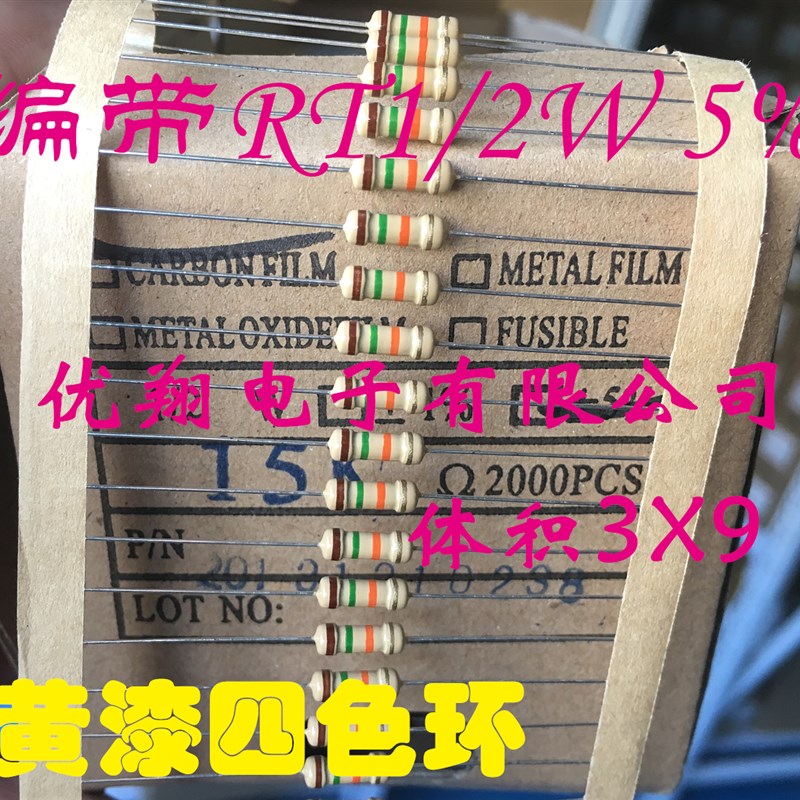 编带RT1/2W 5%
CARBON FILM METAL FILM
METAL OXIDE FILM FUSIBLE
优翔电子有限公司
15K Ω 2000PCS
体积3X9
P/N
LOT NO:
黄漆四色环